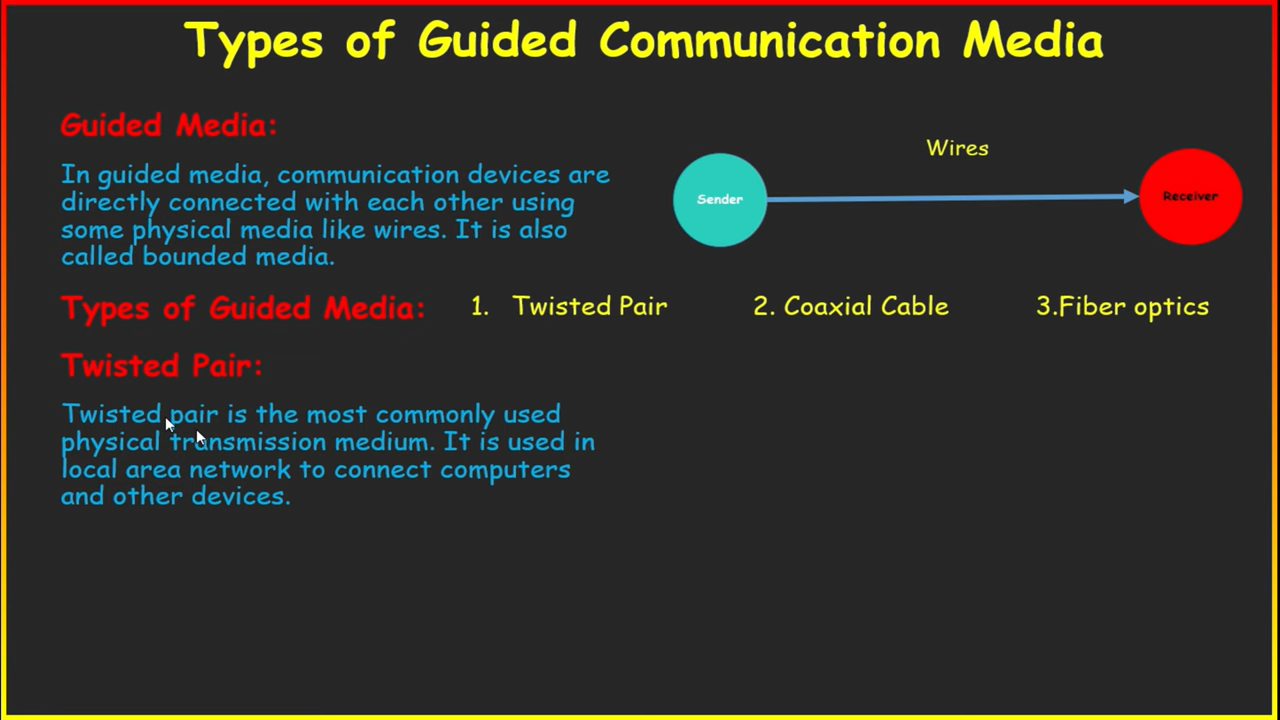 Types of Guided Communication Media
Guided Media:
In guided media, communication devices are
directly connected with each other using
some physical media like wires. It is also
called bounded media.
Wires
Sender
Receiver
Types of Guided Media: 1. Twisted Pair 2. Coaxial Cable 3.Fiber optics
Twisted Pair:
Twisted pair is the most commonly used
physical transmission medium. It is used in
local area network to connect computers
and other devices.